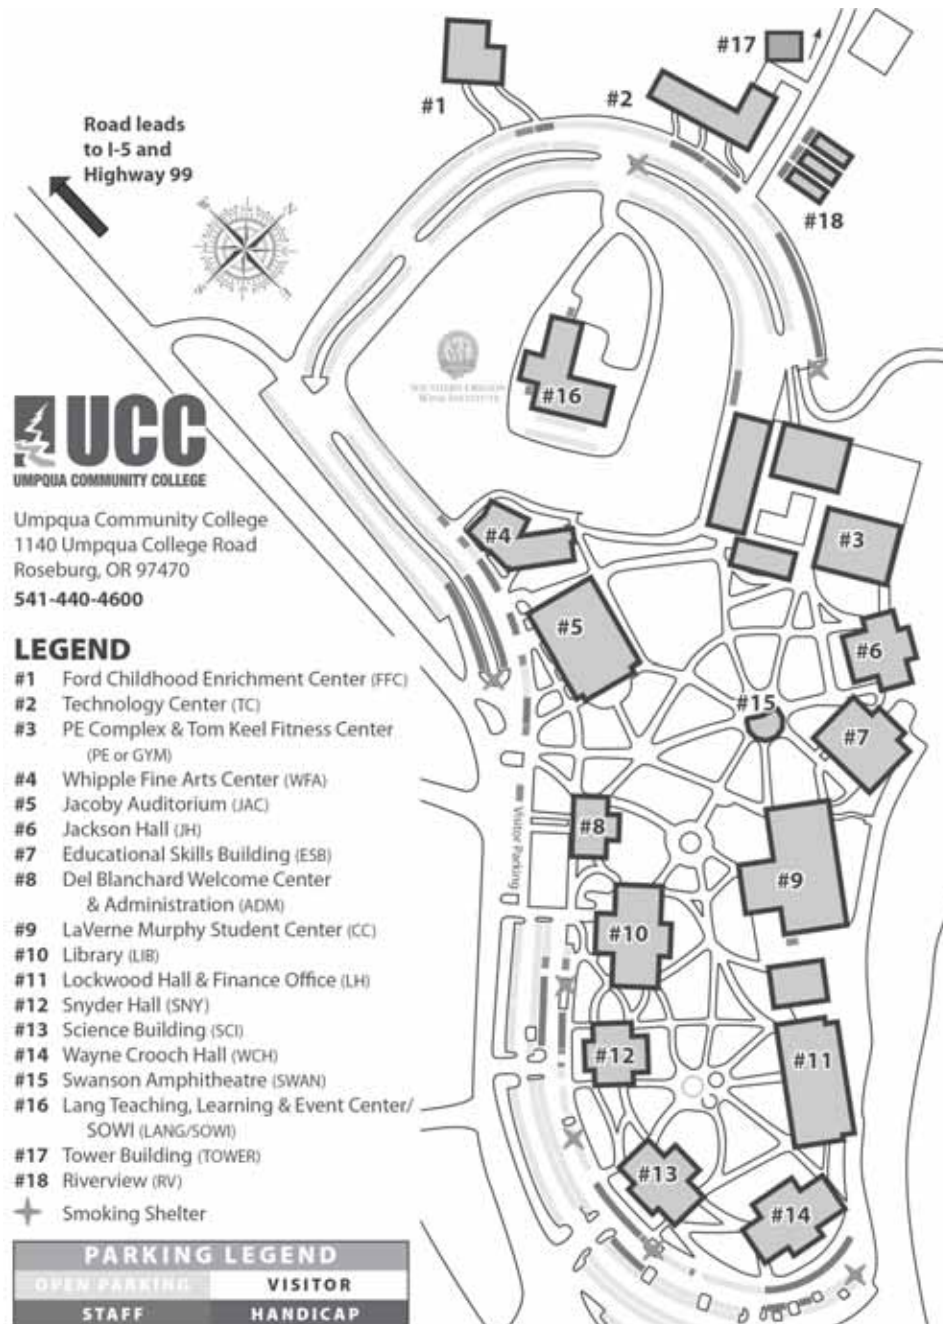 #17
#1
#2
Road leads
to I-5 and
Highway 99
#18
#16
SOUTHERN OREGON
WINE INSTITUTE
UCC
UMPQUA COMMUNITY COLLEGE
Umpqua Community College
1140 Umpqua College Road
Roseburg, OR 97470
541-440-4600
#4
#3
#5
#6
#15
#7
#8
Visitor Parking
#9
#10
#11
#12
#13
#14
LEGEND
#1 Ford Childhood Enrichment Center (FFC)
#2 Technology Center (TC)
#3 PE Complex & Tom Keel Fitness Center
(PE or GYM)
#4 Whipple Fine Arts Center (WFA)
#5 Jacoby Auditorium (JAC)
#6 Jackson Hall (JH)
#7 Educational Skills Building (ESB)
#8 Del Blanchard Welcome Center
& Administration (ADM)
#9 LaVerne Murphy Student Center (CC)
#10 Library (LIB)
#11 Lockwood Hall & Finance Office (LH)
#12 Snyder Hall (SNY)
#13 Science Building (SCI)
#14 Wayne Crooch Hall (WCH)
#15 Swanson Amphitheatre (SWAN)
#16 Lang Teaching, Learning & Event Center/
SOWI (LANG/SOWI)
#17 Tower Building (TOWER)
#18 Riverview (RV)
Smoking Shelter
PARKING LEGEND
OPEN PARKING VISITOR
STAFF HANDICAP